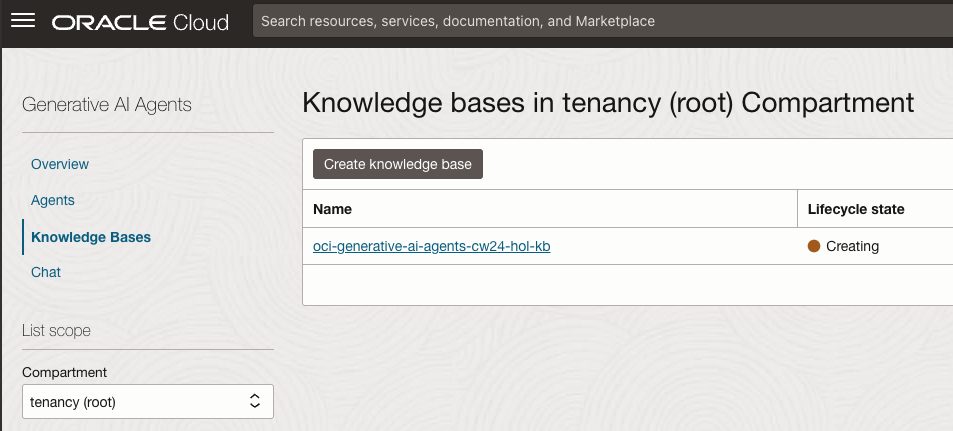 ORACLE Cloud
Search resources, services, documentation, and Marketplace
Generative AI Agents
Overview
Agents
Knowledge Bases
Chat
List scope
Compartment
tenancy (root)
Knowledge bases in tenancy (root) Compartment
Create knowledge base
Name Lifecycle state
oci-generative-ai-agents-cw24-hol-kb Creating